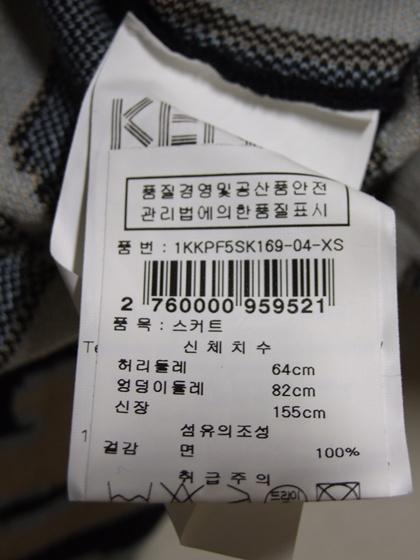 KE
품질경영및공산품안전
관리법에의한품질표시
품 번 : 1KKPF5SK169-04-XS
2 760000 959521
품 목 : 스커트
Te
신체치수
허리둘레 64cm
엉덩이둘레 82cm
신장 155cm
1
섬유의조성
겉감 면 100%
취급주의
드라이